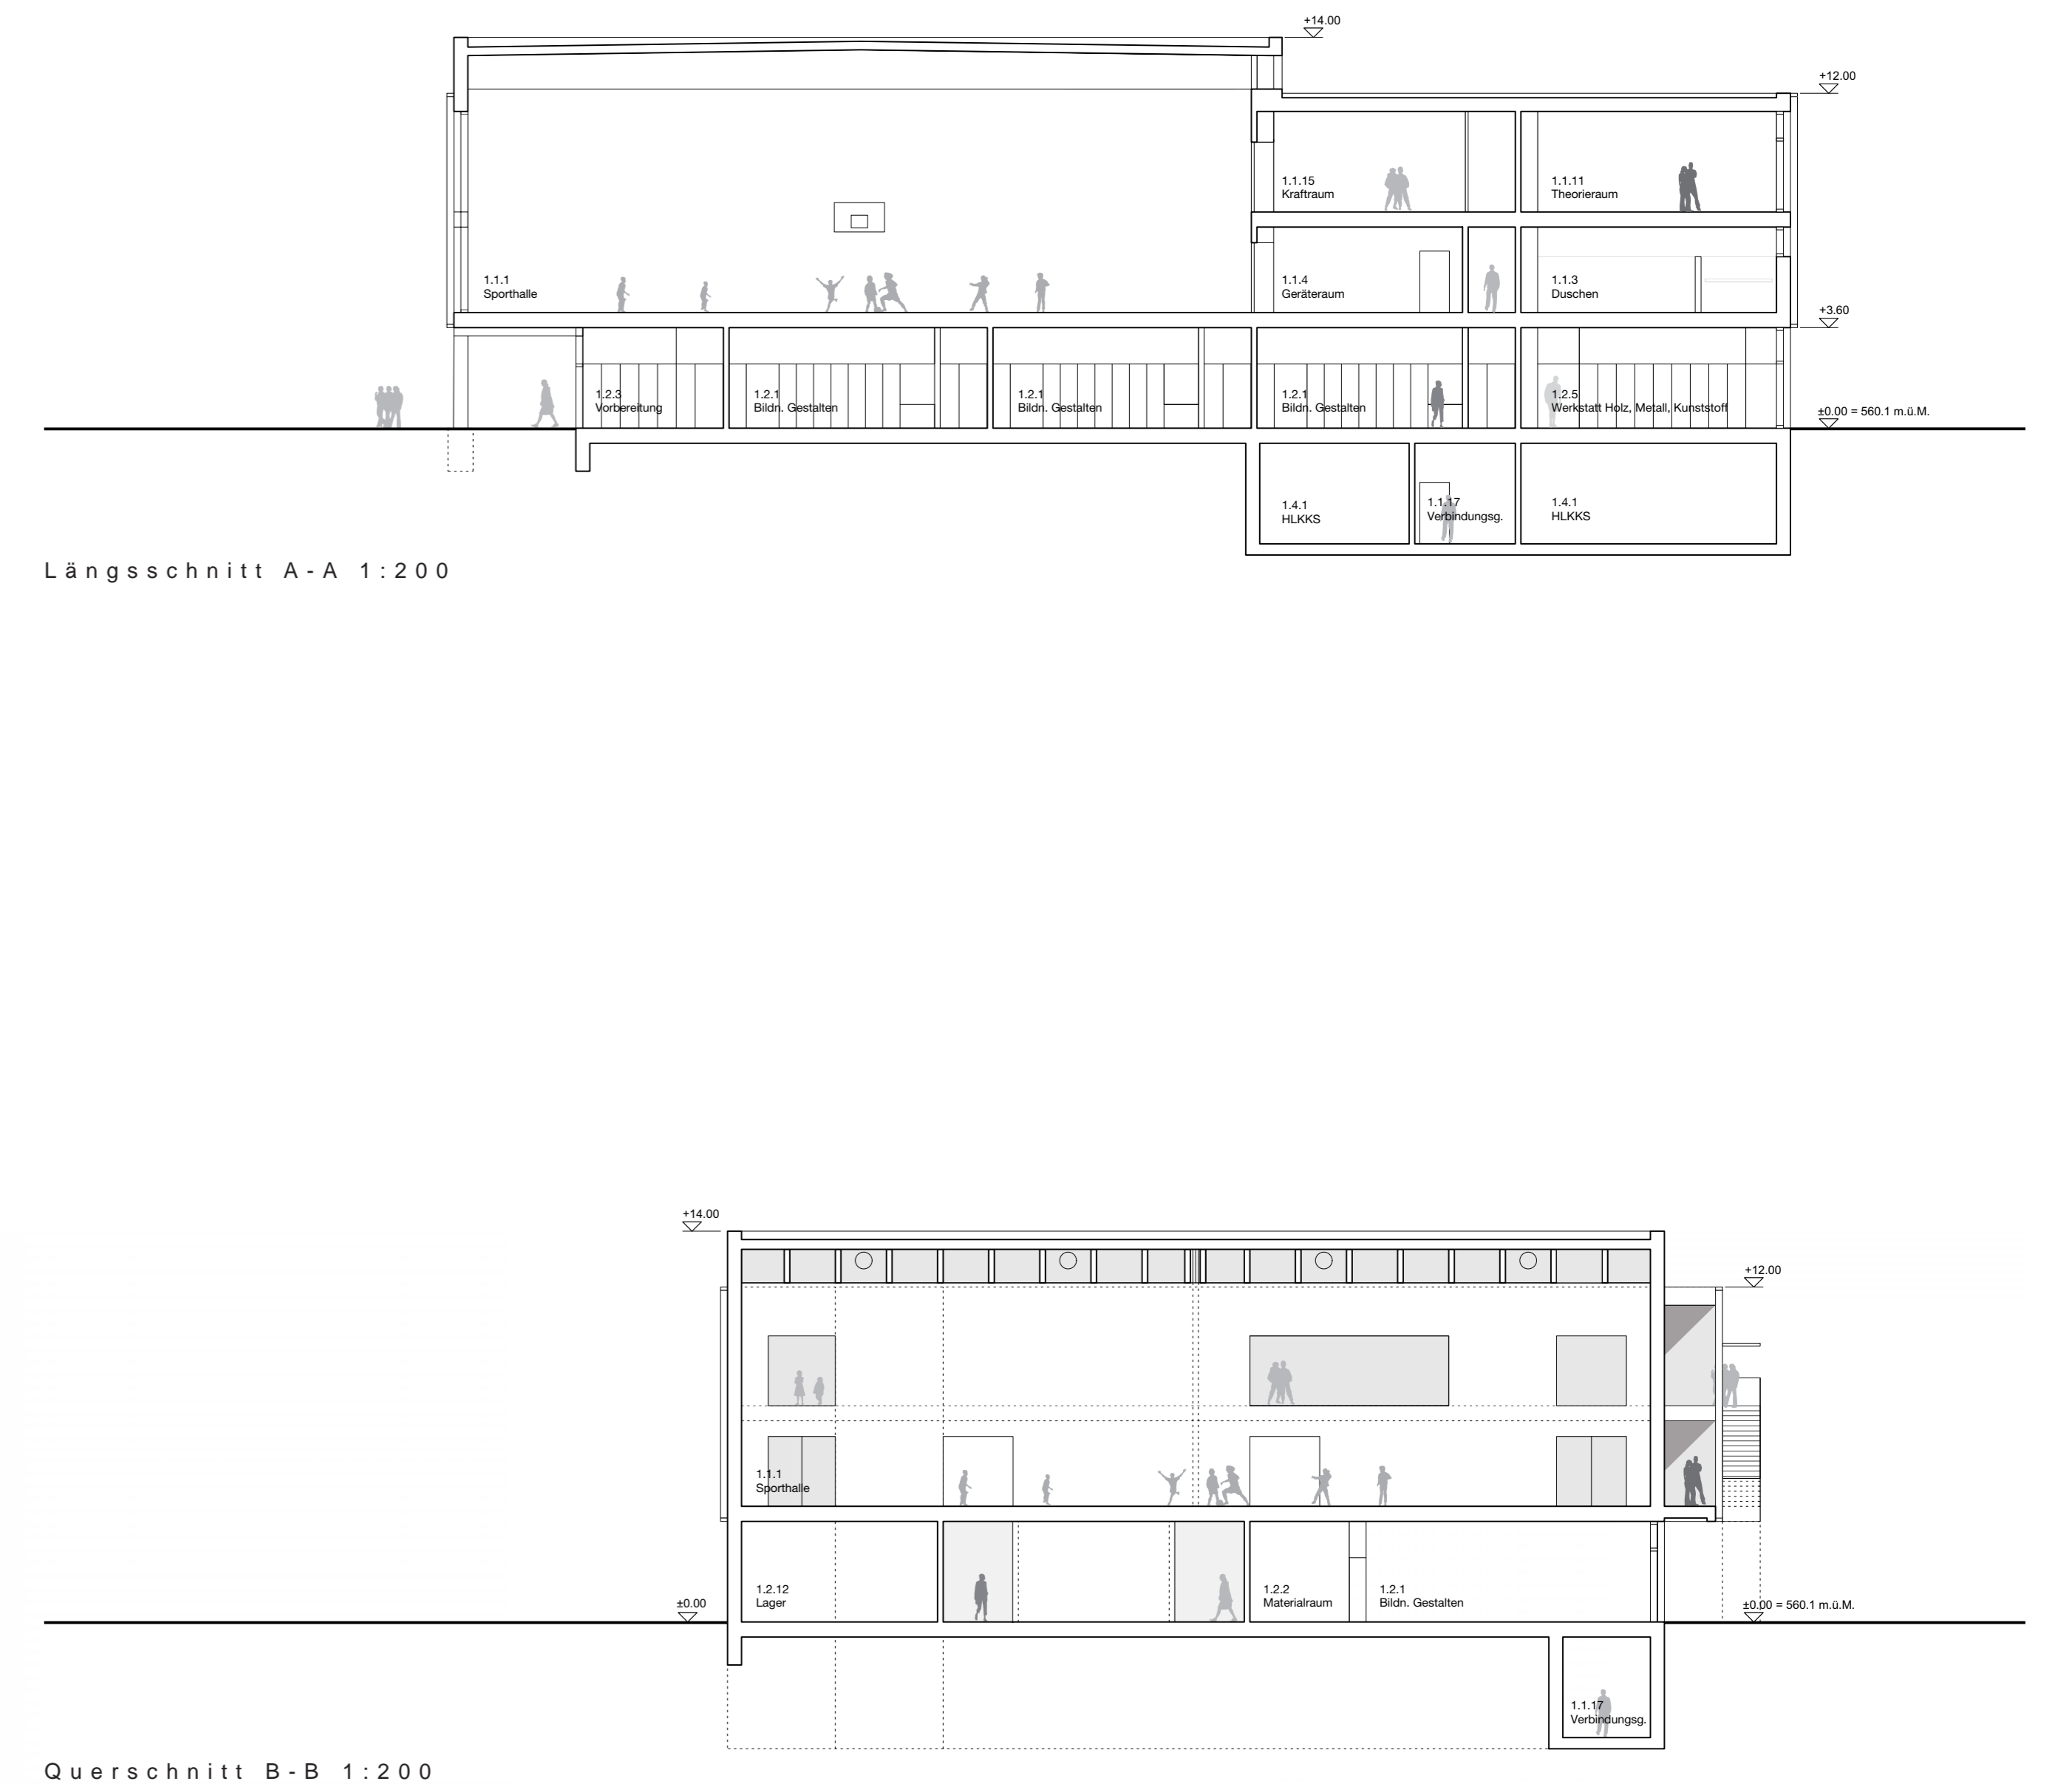 +14.00
+12.00
1.1.15
Kraftraum
1.1.11
Theorieraum
1.1.1
Sporthalle
1.1.4
Geräteraum
1.1.3
Duschen
+3.60
1.2.3
Vorbereitung
1.2.1
Bildn. Gestalten
1.2.1
Bildn. Gestalten
1.2.1
Bildn. Gestalten
1.2.5
Werkstatt Holz, Metall, Kunststoff
±0.00 = 560.1 m.ü.M.
1.4.1
HLKKS
1.1.17
Verbindungsg.
1.4.1
HLKKS
Längsschnitt A-A 1:200
+14.00
+12.00
1.1.1
Sporthalle
1.2.12
Lager
1.2.2
Materialraum
1.2.1
Bildn. Gestalten
±0.00
±0.00 = 560.1 m.ü.M.
1.1.17
Verbindungsg.
Querschnitt B-B 1:200